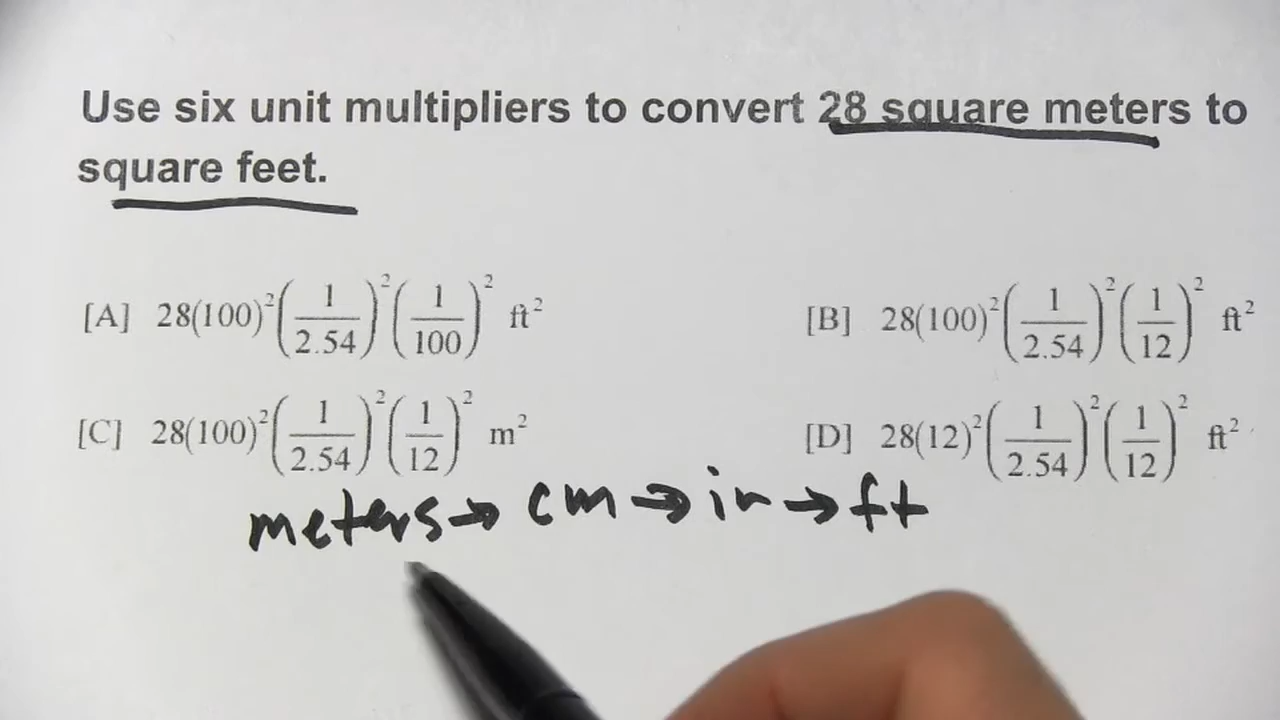 Use six unit multipliers to convert 28 square meters to
square feet.
[A] 28(100)²(1/2.54)²(1/100)² ft²
[B] 28(100)²(1/2.54)²(1/12)² ft²
[C] 28(100)²(1/2.54)²(1/12)² m²
[D] 28(12)²(1/2.54)²(1/12)² ft²
meters → cm → in → ft